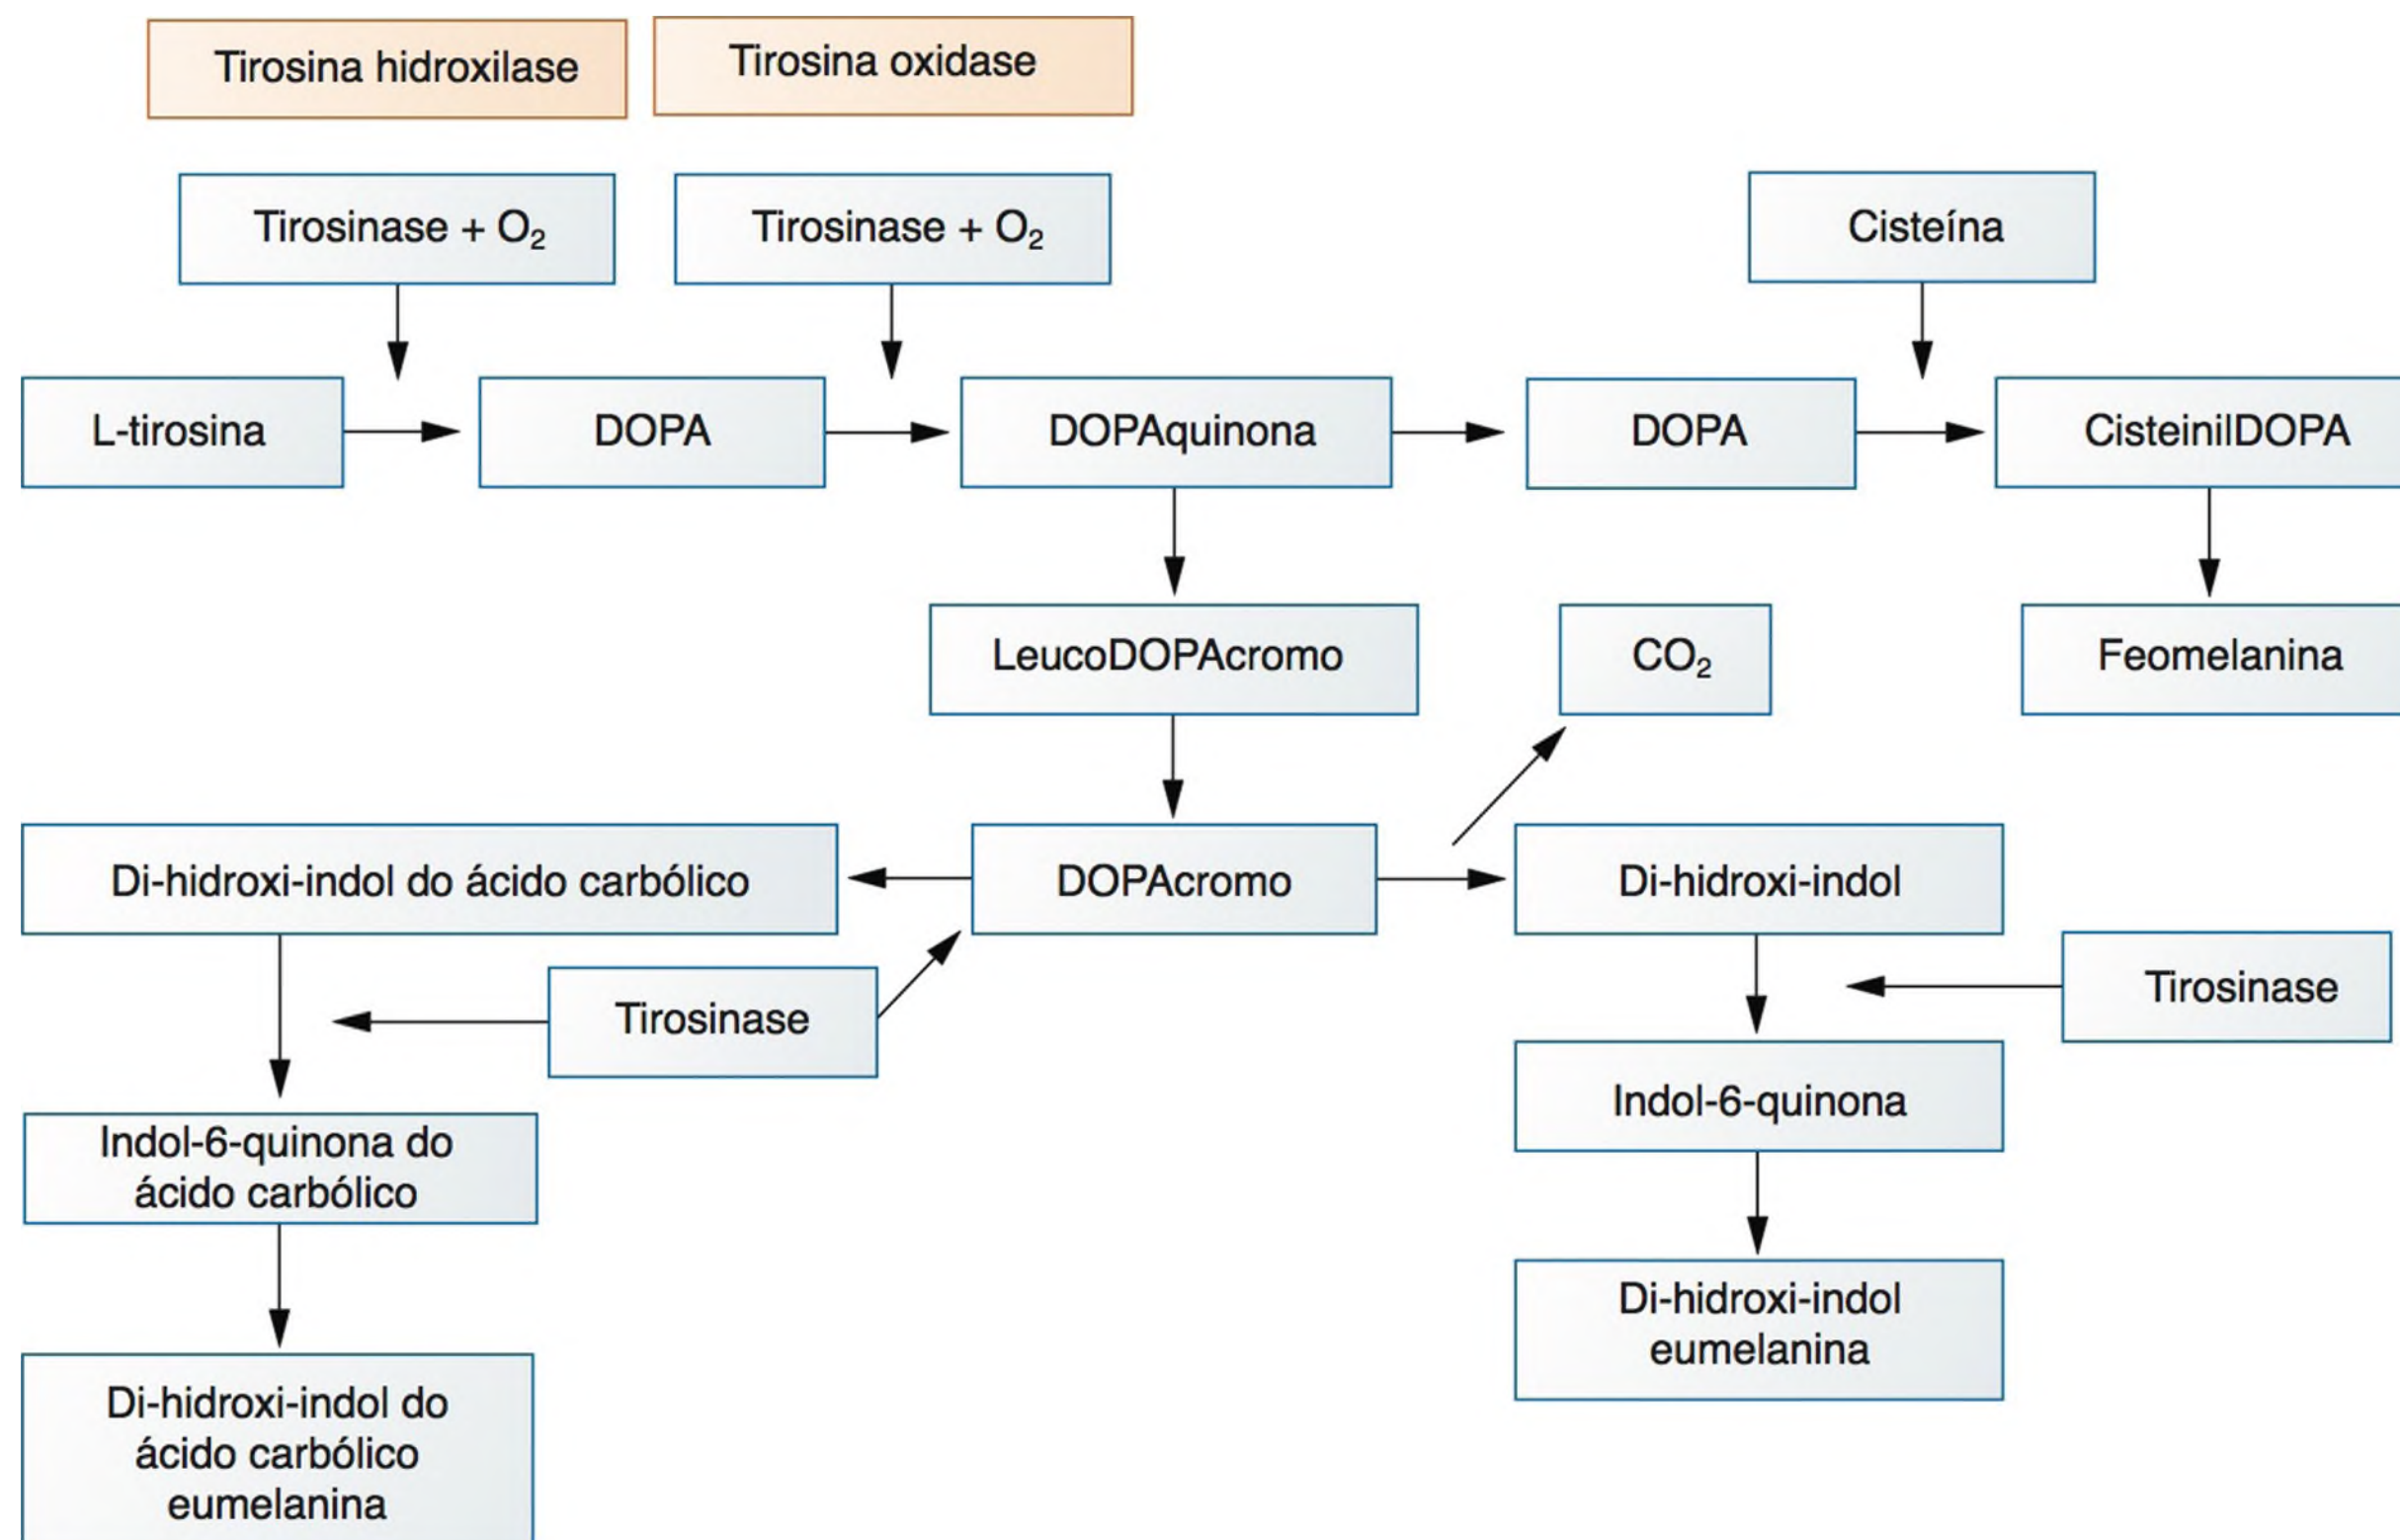 Tirosina hidroxilase
Tirosina oxidase
Tirosinase + O₂
Tirosinase + O₂
Cisteína
L-tirosina
DOPA
DOPAquinona
DOPA
CisteinilDOPA
LeucoDOPAcromo
CO₂
Feomelanina
Di-hidroxi-indol do ácido carbólico
DOPAcromo
Di-hidroxi-indol
Tirosinase
Tirosinase
Indol-6-quinona do
ácido carbólico
Indol-6-quinona
Di-hidroxi-indol
eumelanina
Di-hidroxi-indol do
ácido carbólico
eumelanina